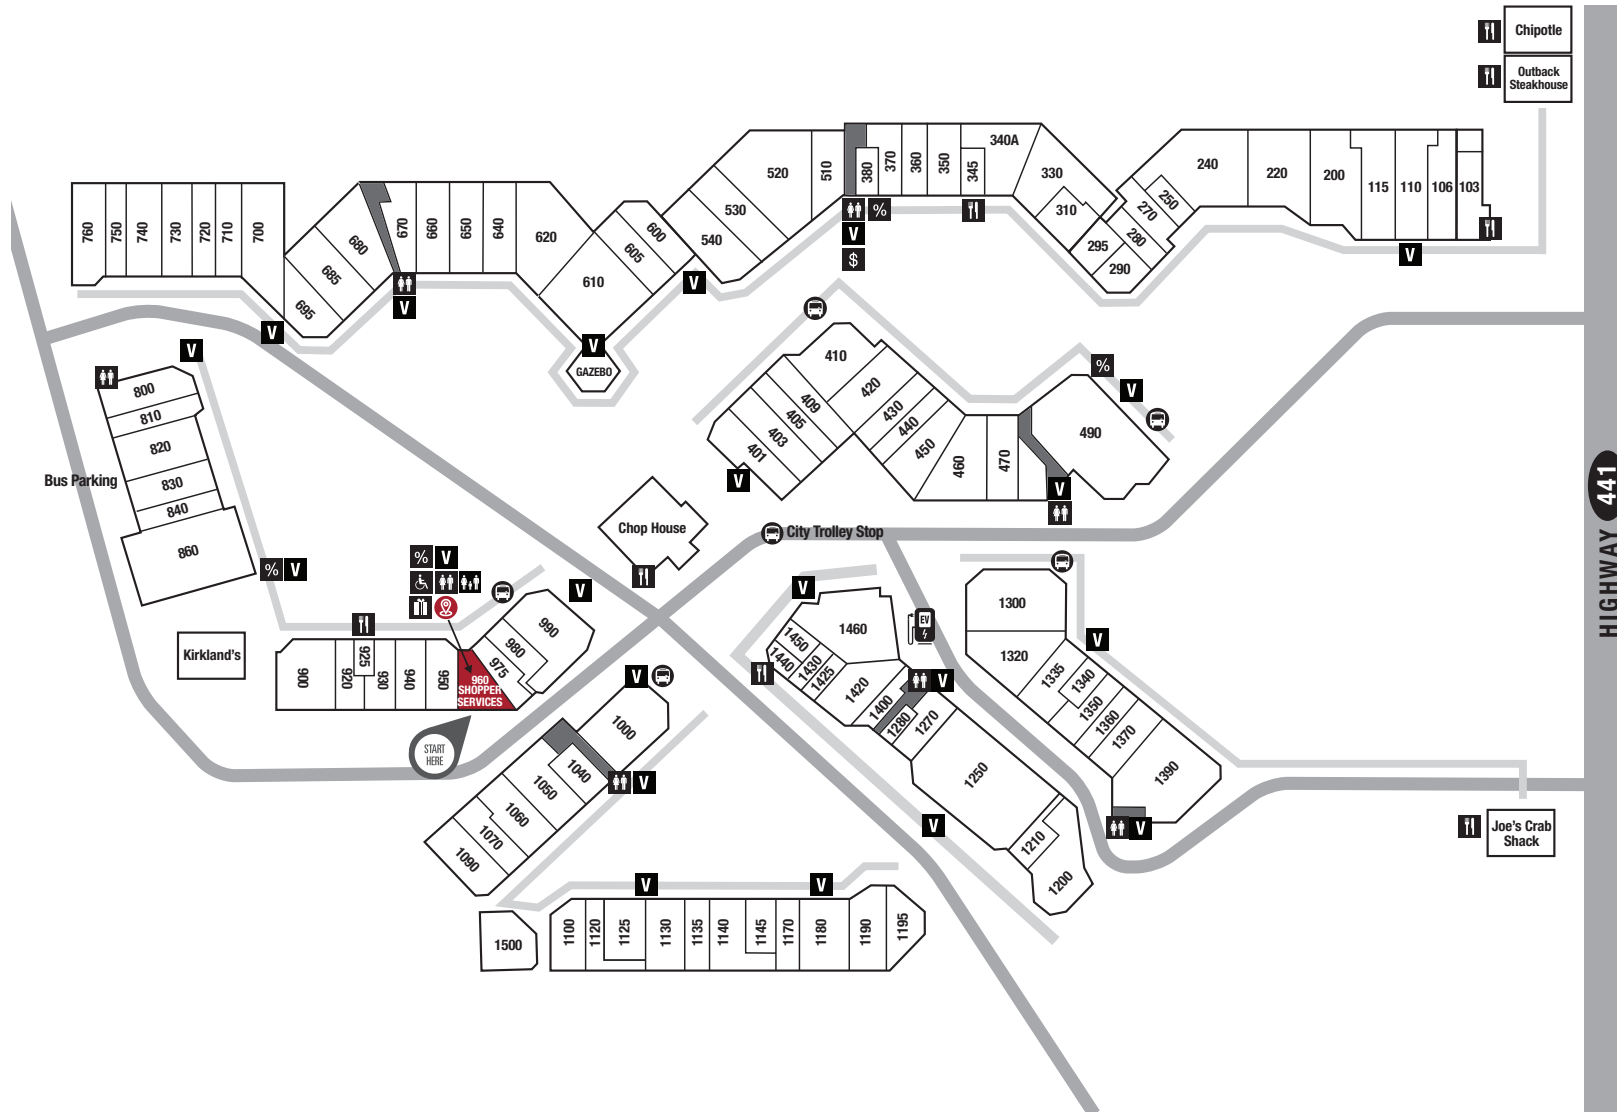 Chipotle
Outback
Steakhouse
HIGHWAY 441
760
750
740
730
720
710
700
695
685
680
670
660
650
640
620
610
605
600
GAZEBO
V
V
V
V
540
530
520
510
380
370
360
350
345
340A
330
310
295
290
280
270
250
240
220
200
115
110
106
103
%
V
$
V
410
409
405
403
401
420
430
440
450
460
470
490
V
%
V
V
V
800
810
820
830
840
860
Bus Parking
% V
Kirkland's
Chop House
City Trolley Stop
% V
900
920
925
930
940
950
960
SHOPPER
SERVICES
975
980
990
V
START
HERE
1000
1040
1050
1060
1070
1090
V
V
1500
1100
1120
1125
1130
1135
1140
1145
1170
1180
1190
1195
V
V
V
1460
1450
1440
1430
1425
1420
1400
1280
1270
1250
1210
1200
EV
V
V
1300
1320
1335
1340
1350
1360
1370
1390
V
V
Joe's Crab
Shack